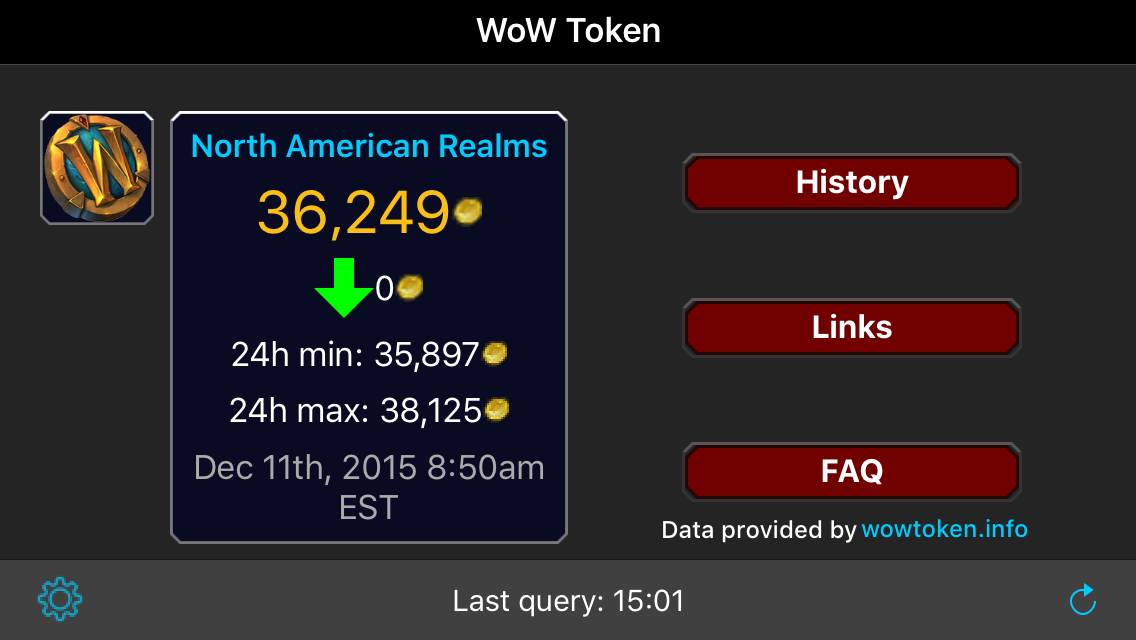 WoW Token
North American Realms
36,249
0
24h min: 35,897
24h max: 38,125
Dec 11th, 2015 8:50am
EST
History
Links
FAQ
Data provided by wowtoken.info
Last query: 15:01